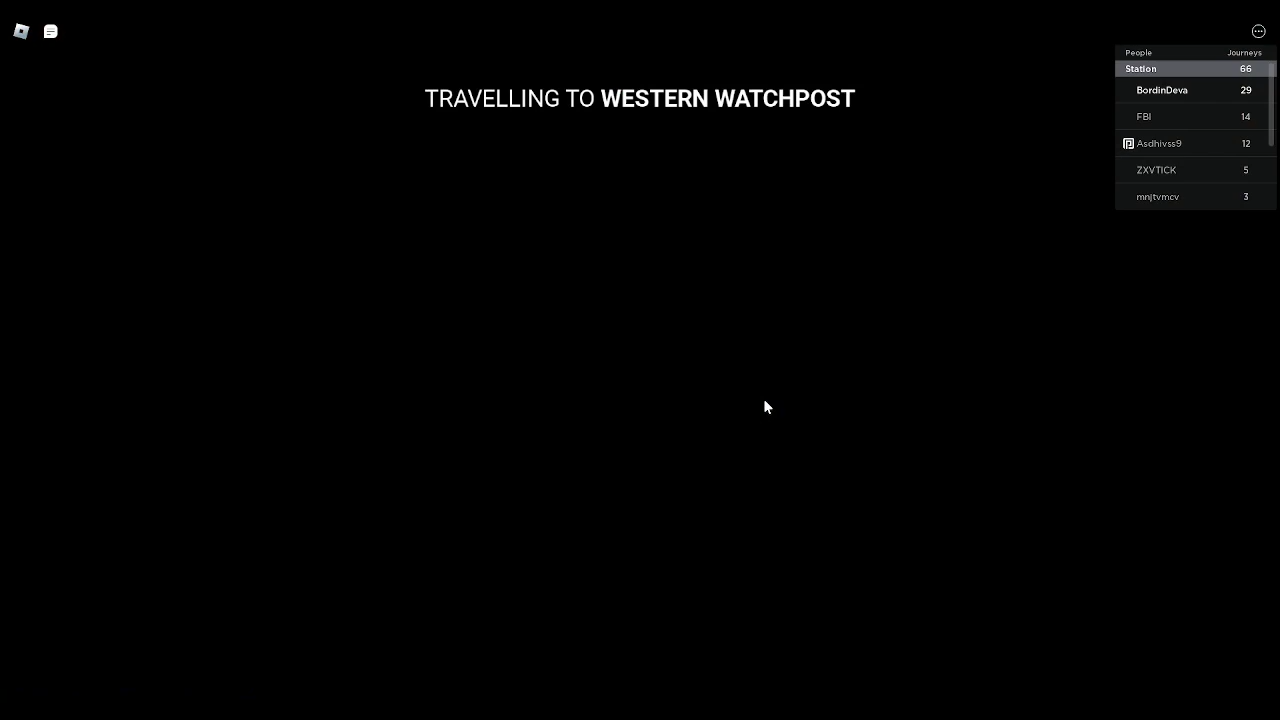 People Journeys
Station 66
TRAVELLING TO WESTERN WATCHPOST
BordinDeva 29
FBI 14
Asdhivss9 12
ZXVTICK 5
mnjtvmcv 3